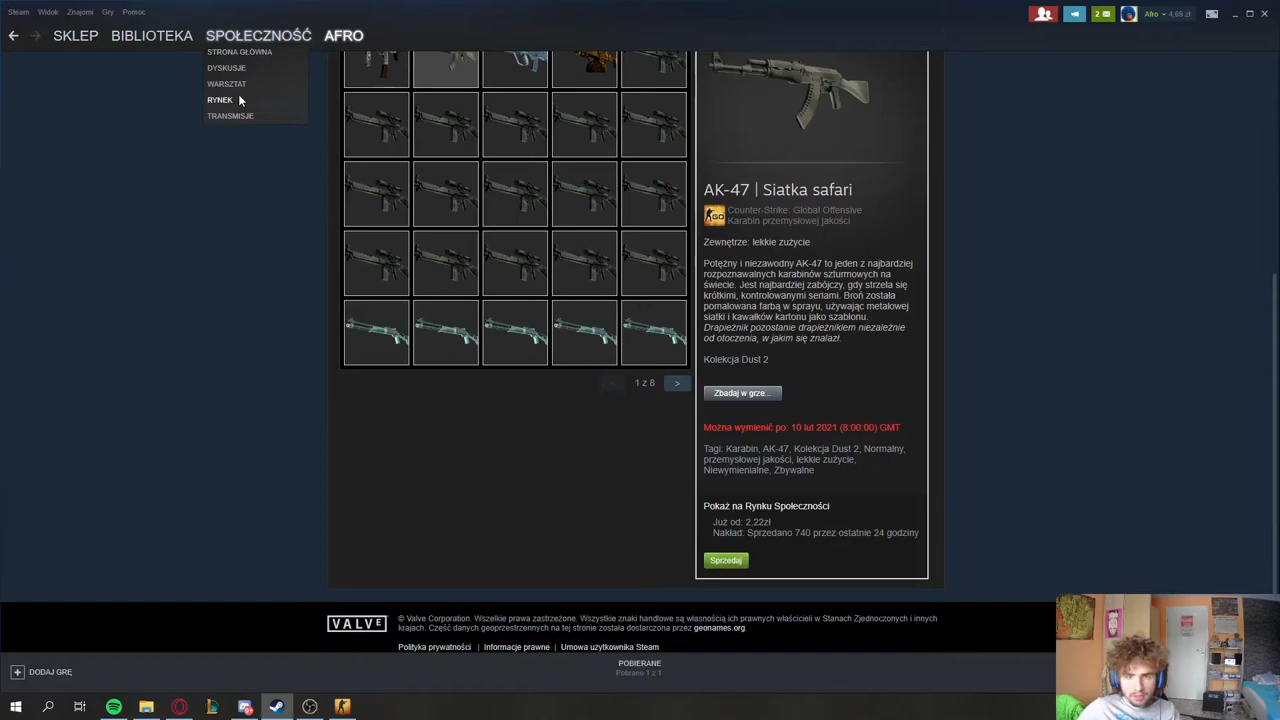 Steam Widok Znajomi Gry Pomoc
2
Afro 4,69 zł
SKLEP BIBLIOTEKA SPOŁECZNOŚĆ AFRO
STRONA GŁÓWNA
DYSKUSJE
WARSZTAT
RYNEK
TRANSMISJE
AK-47 | Siatka safari
Counter-Strike: Global Offensive
Karabin przemysłowej jakości
Zewnętrze: lekkie zużycie
Potężny i niezawodny AK-47 to jeden z najbardziej
rozpoznawalnych karabinów szturmowych na
świecie. Jest najbardziej zabójczy, gdy strzela się
krótkimi, kontrolowanymi seriami. Broń została
pomalowana farbą w sprayu, używając metalowej
siatki i kawałków kartonu jako szablonu.
Drapieżnik pozostanie drapieżnikiem niezależnie
od otoczenia, w jakim się znalazł.
Kolekcja Dust 2
1 z 8 >
Zbadaj w grze...
Można wymienić po: 10 lut 2021 (8:00:00) GMT
Tagi: Karabin, AK-47, Kolekcja Dust 2, Normalny,
przemysłowej jakości, lekkie zużycie,
Niewymienialne, Zbywalne
Pokaż na Rynku Społeczności
Już od: 2,22zł
Nakład: Sprzedano 740 przez ostatnie 24 godziny
Sprzedaj
VALVE
© Valve Corporation. Wszelkie prawa zastrzeżone. Wszystkie znaki handlowe są własnością ich prawnych właścicieli w Stanach Zjednoczonych i innych
krajach. Część danych geoprzestrzennych na tej stronie została dostarczona przez geonames.org.
Polityka prywatności | Informacje prawne | Umowa użytkownika Steam
+ DODAJ GRĘ
POBIERANE
Pobrano 1 z 1